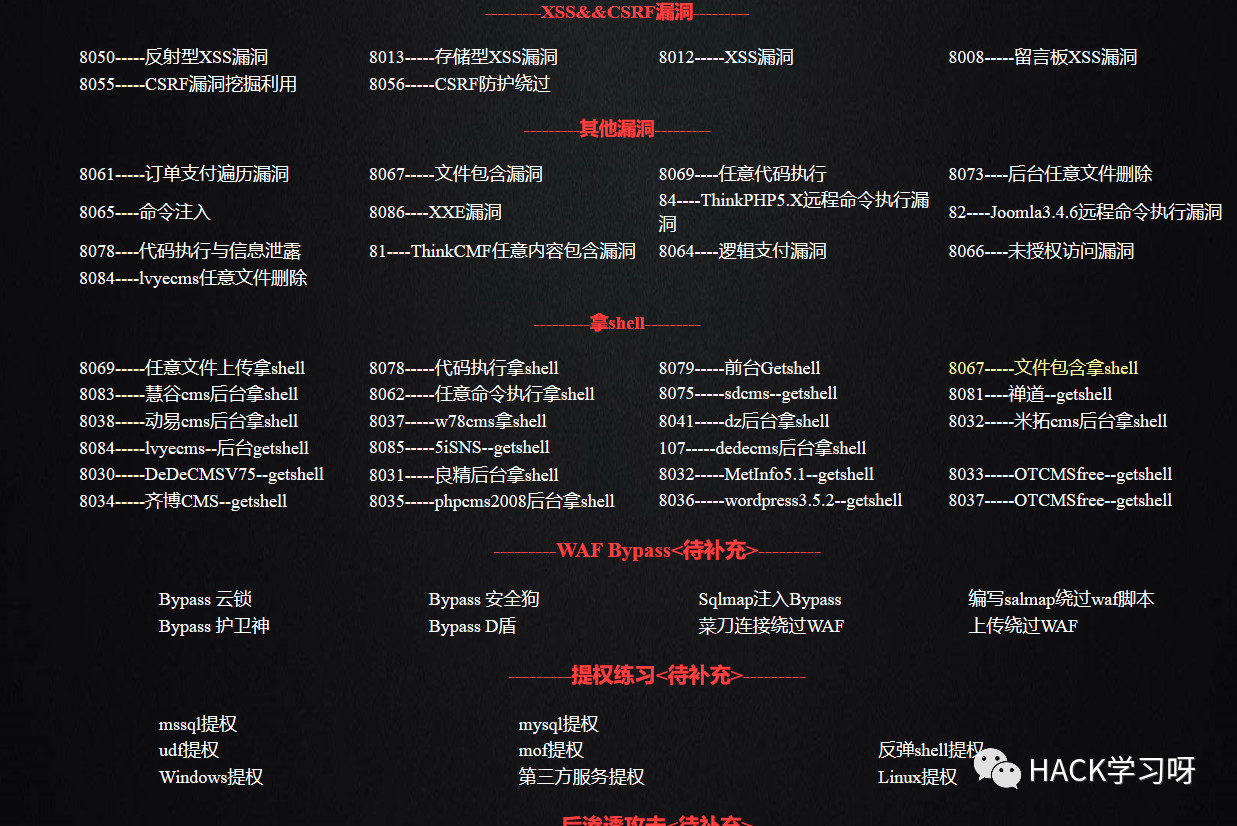 ---------XSS&&CSRF漏洞---------
8050-----反射型XSS漏洞 8013-----存储型XSS漏洞 8012-----XSS漏洞 8008-----留言板XSS漏洞
8055-----CSRF漏洞挖掘利用 8056-----CSRF防护绕过
---------其他漏洞---------
8061-----订单支付遍历漏洞 8067-----文件包含漏洞 8069----任意代码执行 8073----后台任意文件删除
8065----命令注入 8086----XXE漏洞 84----ThinkPHP5.X远程命令执行漏
洞 82----Joomla3.4.6远程命令执行漏洞
8078----代码执行与信息泄露 81----ThinkCMF任意内容包含漏洞 8064----逻辑支付漏洞 8066----未授权访问漏洞
8084----lvyecms任意文件删除
---------拿shell---------
8069-----任意文件上传拿shell 8078-----代码执行拿shell 8079-----前台Getshell 8067-----文件包含拿shell
8083-----慧谷cms后台拿shell 8062-----任意命令执行拿shell 8075-----sdcms--getshell 8081-----禅道--getshell
8038-----动易cms后台拿shell 8037-----w78cms拿shell 8041-----dz后台拿shell 8032-----米拓cms后台拿shell
8084-----lvyecms--后台getshell 8085-----5iSNS--getshell 107-----dedecms后台拿shell
8030-----DeDeCMSV75--getshell 8031-----良精后台拿shell 8032-----MetInfo5.1--getshell 8033-----OTCMSfree--getshell
8034-----齐博CMS--getshell 8035-----phpcms2008后台拿shell 8036-----wordpress3.5.2--getshell 8037-----OTCMSfree--getshell
---------WAF Bypass<待补充>---------
Bypass 云锁 Bypass 安全狗 Sqlmap注入Bypass 编写salmap绕过waf脚本
Bypass 护卫神 Bypass D盾 菜刀连接绕过WAF 上传绕过WAF
---------提权练习<待补充>---------
mssql提权 mysql提权
udf提权 mof提权 反弹shell提权
Windows提权 第三方服务提权 Linux提权
HACK学习呀
后渗透攻击<待补充>